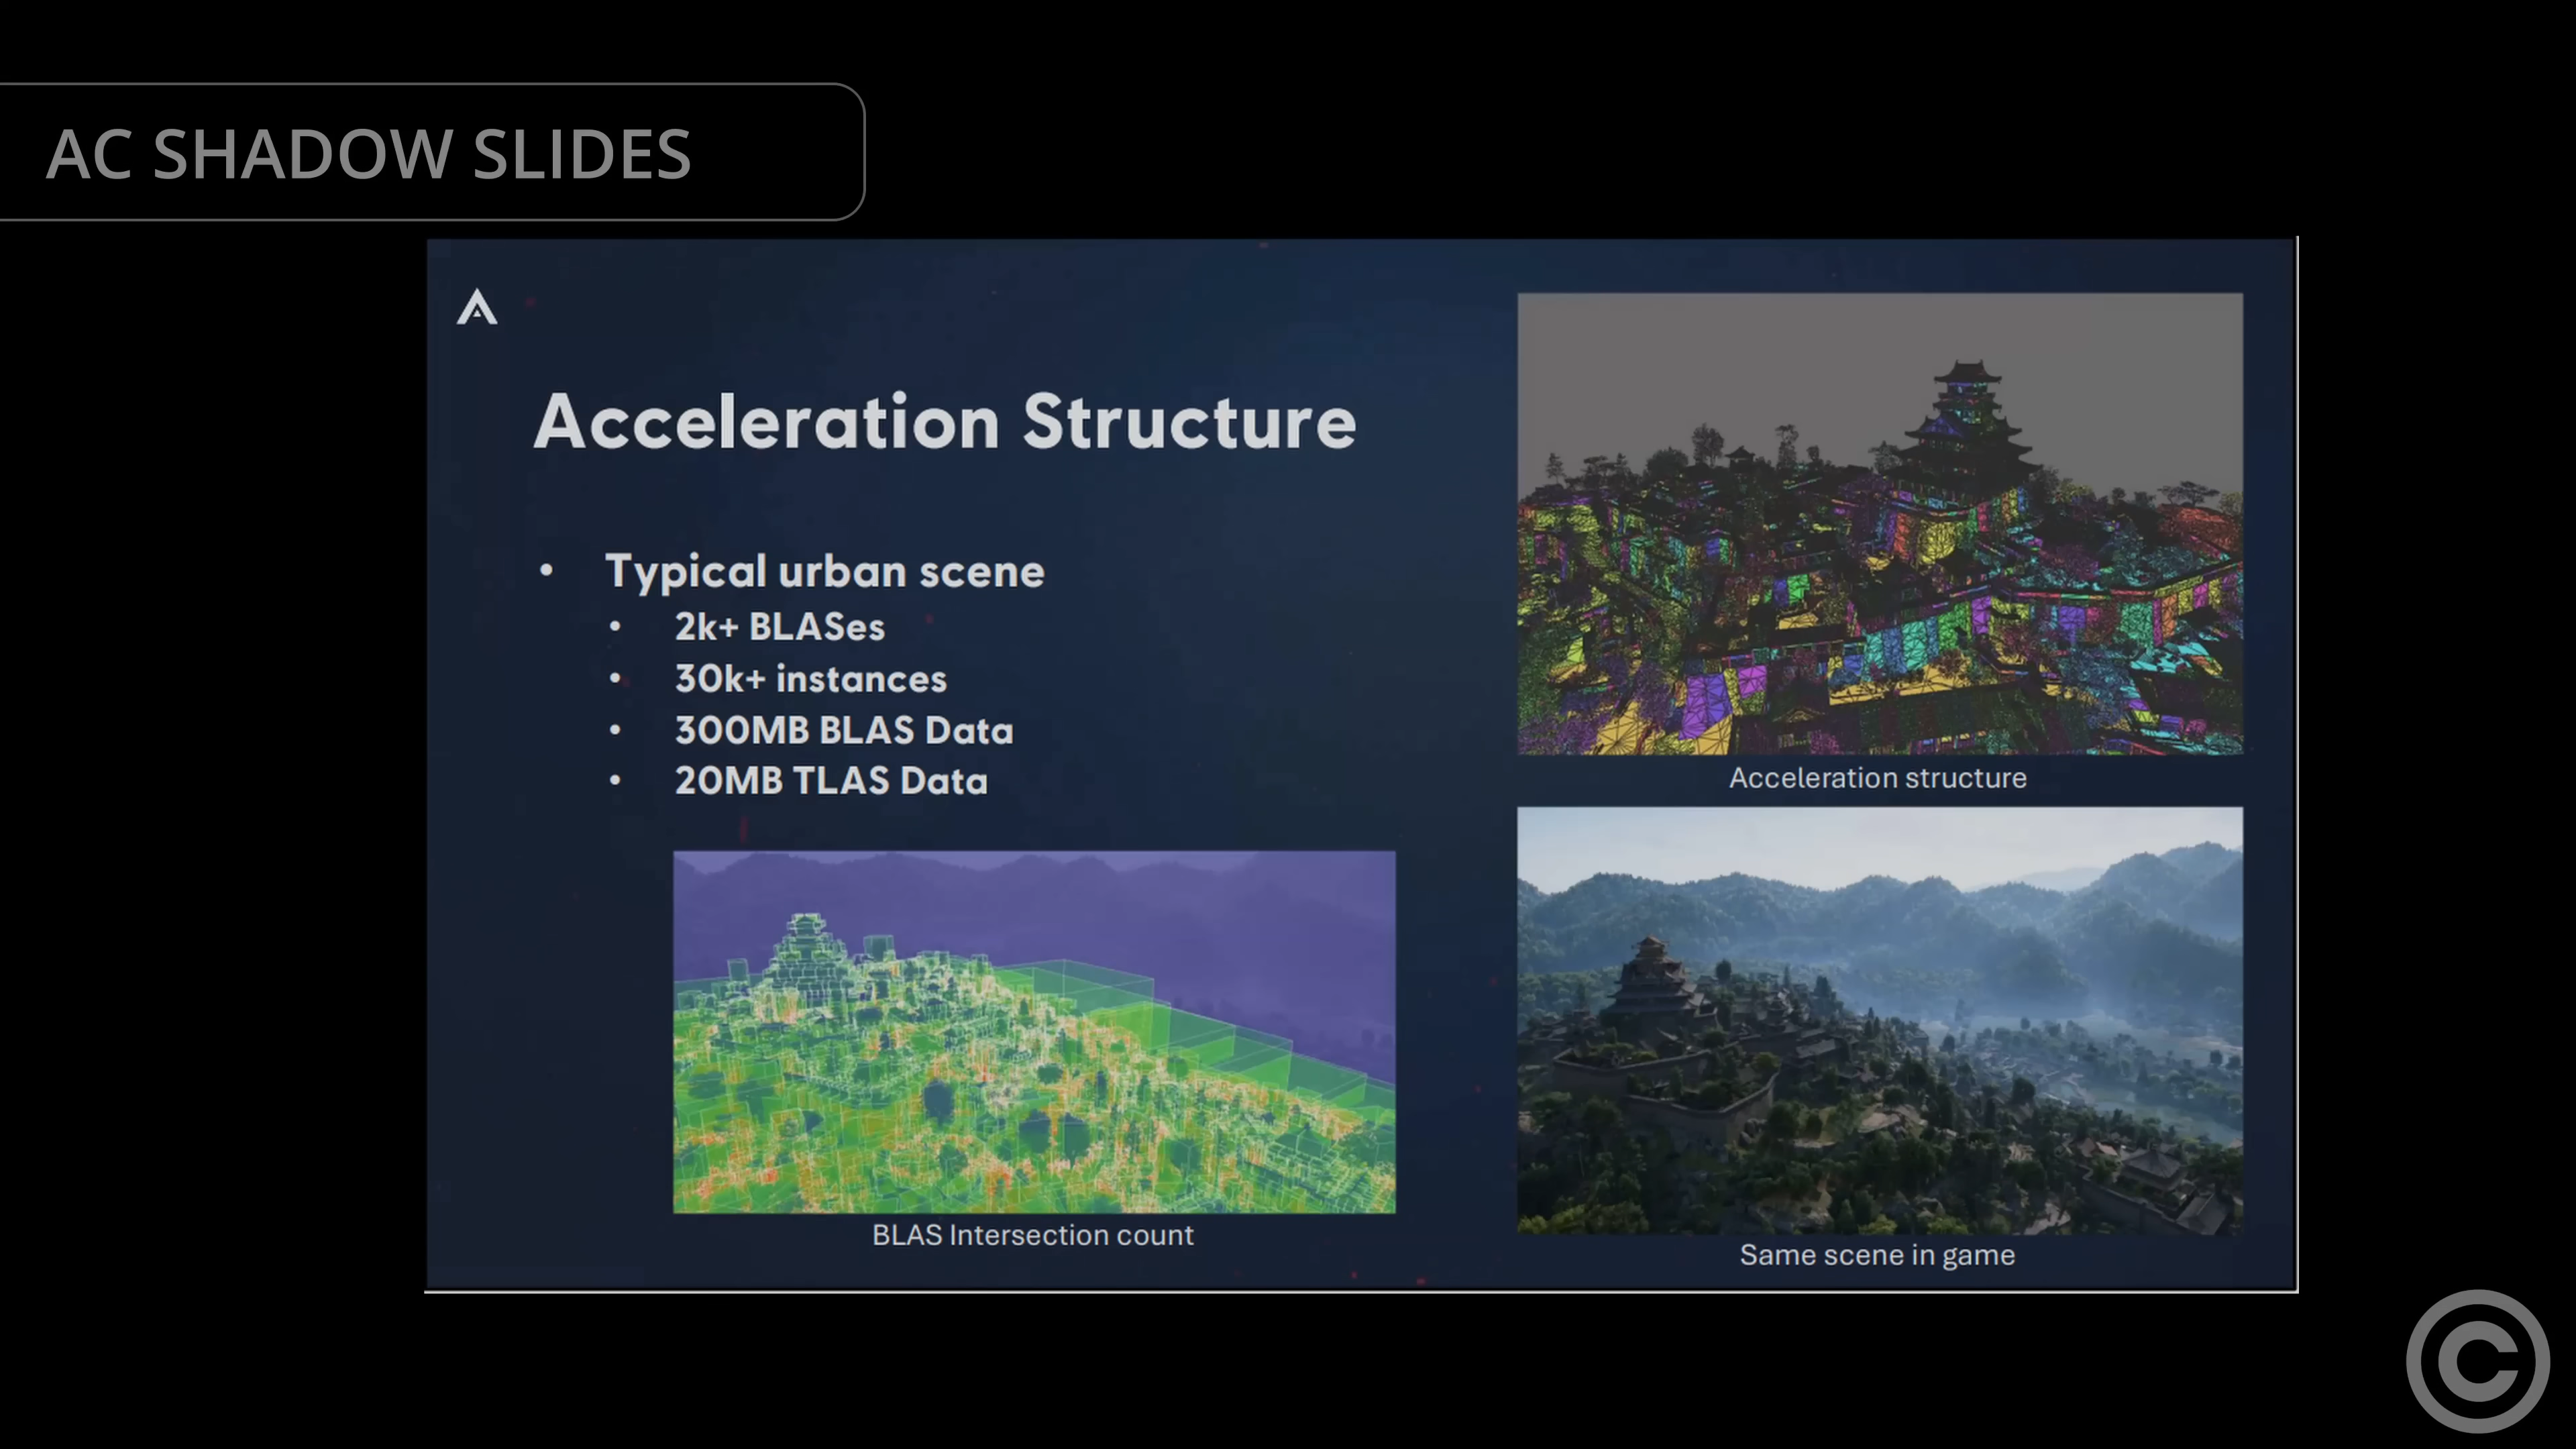 AC SHADOW SLIDES
Acceleration Structure
• Typical urban scene
• 2k+ BLASes
• 30k+ instances
• 300MB BLAS Data
• 20MB TLAS Data
BLAS Intersection count
Acceleration structure
Same scene in game
©